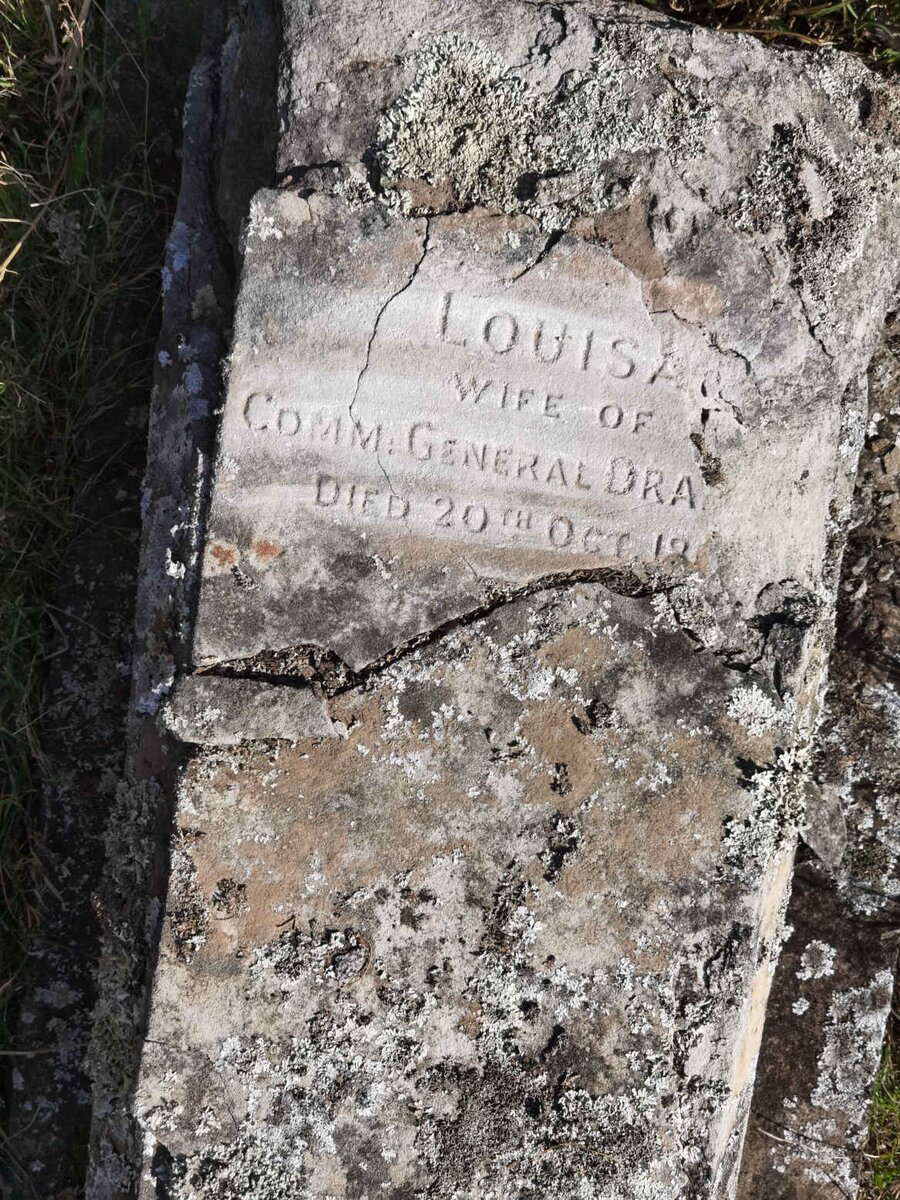 LOUISA
WIFE OF
COMM: GENERAL DRA
DIED 20TH OCT. 18